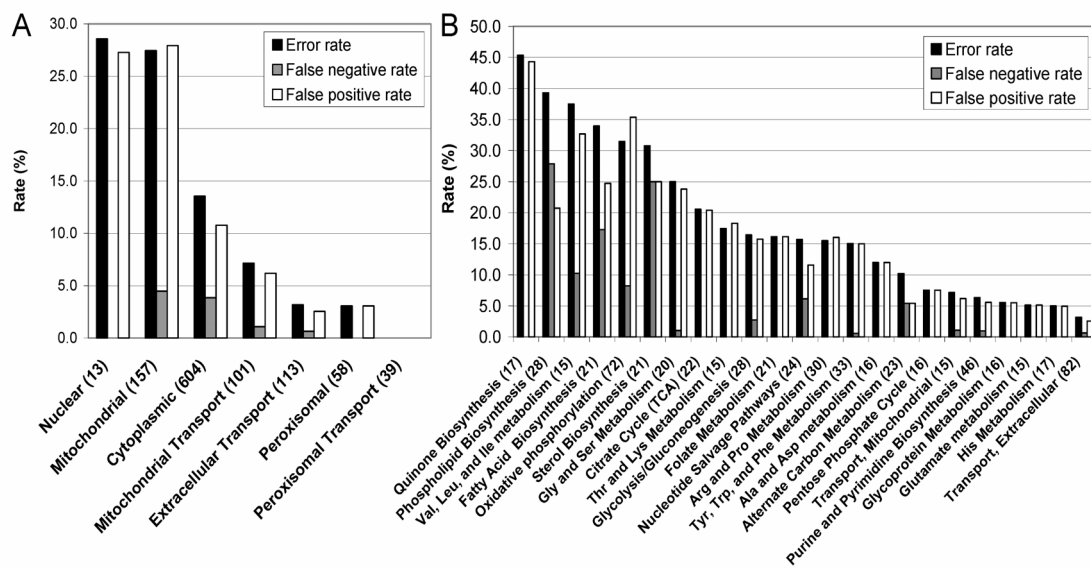 A
30.0
25.0
20.0
15.0
10.0
5.0
0.0
Rate (%)
Error rate
False negative rate
False positive rate
Nuclear (13)
Mitochondrial (157)
Cytoplasmic (604)
Mitochondrial Transport (101)
Extracellular Transport (113)
Peroxisomal (58)
Peroxisomal Transport (39)
B
50.0
45.0
40.0
35.0
30.0
25.0
20.0
15.0
10.0
5.0
0.0
Rate (%)
Error rate
False negative rate
False positive rate
Quinone Biosynthesis (17)
Phospholipid Biosynthesis (28)
Val, Leu, and Ile metabolism (15)
Fatty Acid Biosynthesis (21)
Oxidative phosphorylation (72)
Sterol Biosynthesis (21)
Gly and Ser Metabolism (20)
Citrate Cycle (TCA) (22)
Thr and Lys Metabolism (15)
Glycolysis/Gluconeogenesis (28)
Folate Metabolism (21)
Nucleotide Salvage Pathways (24)
Arg and Pro Metabolism (30)
Tyr, Trp, and Phe Metabolism (33)
Ala and Asp metabolism (16)
Alternate Carbon Metabolism (23)
Pentose Phosphate Cycle (16)
Transport, Mitochondrial (15)
Purine and Pyrimidine Biosynthesis (46)
Glycoprotein Metabolism (16)
Glutamate metabolism (15)
His Metabolism (17)
Transport, Extracellular (82)